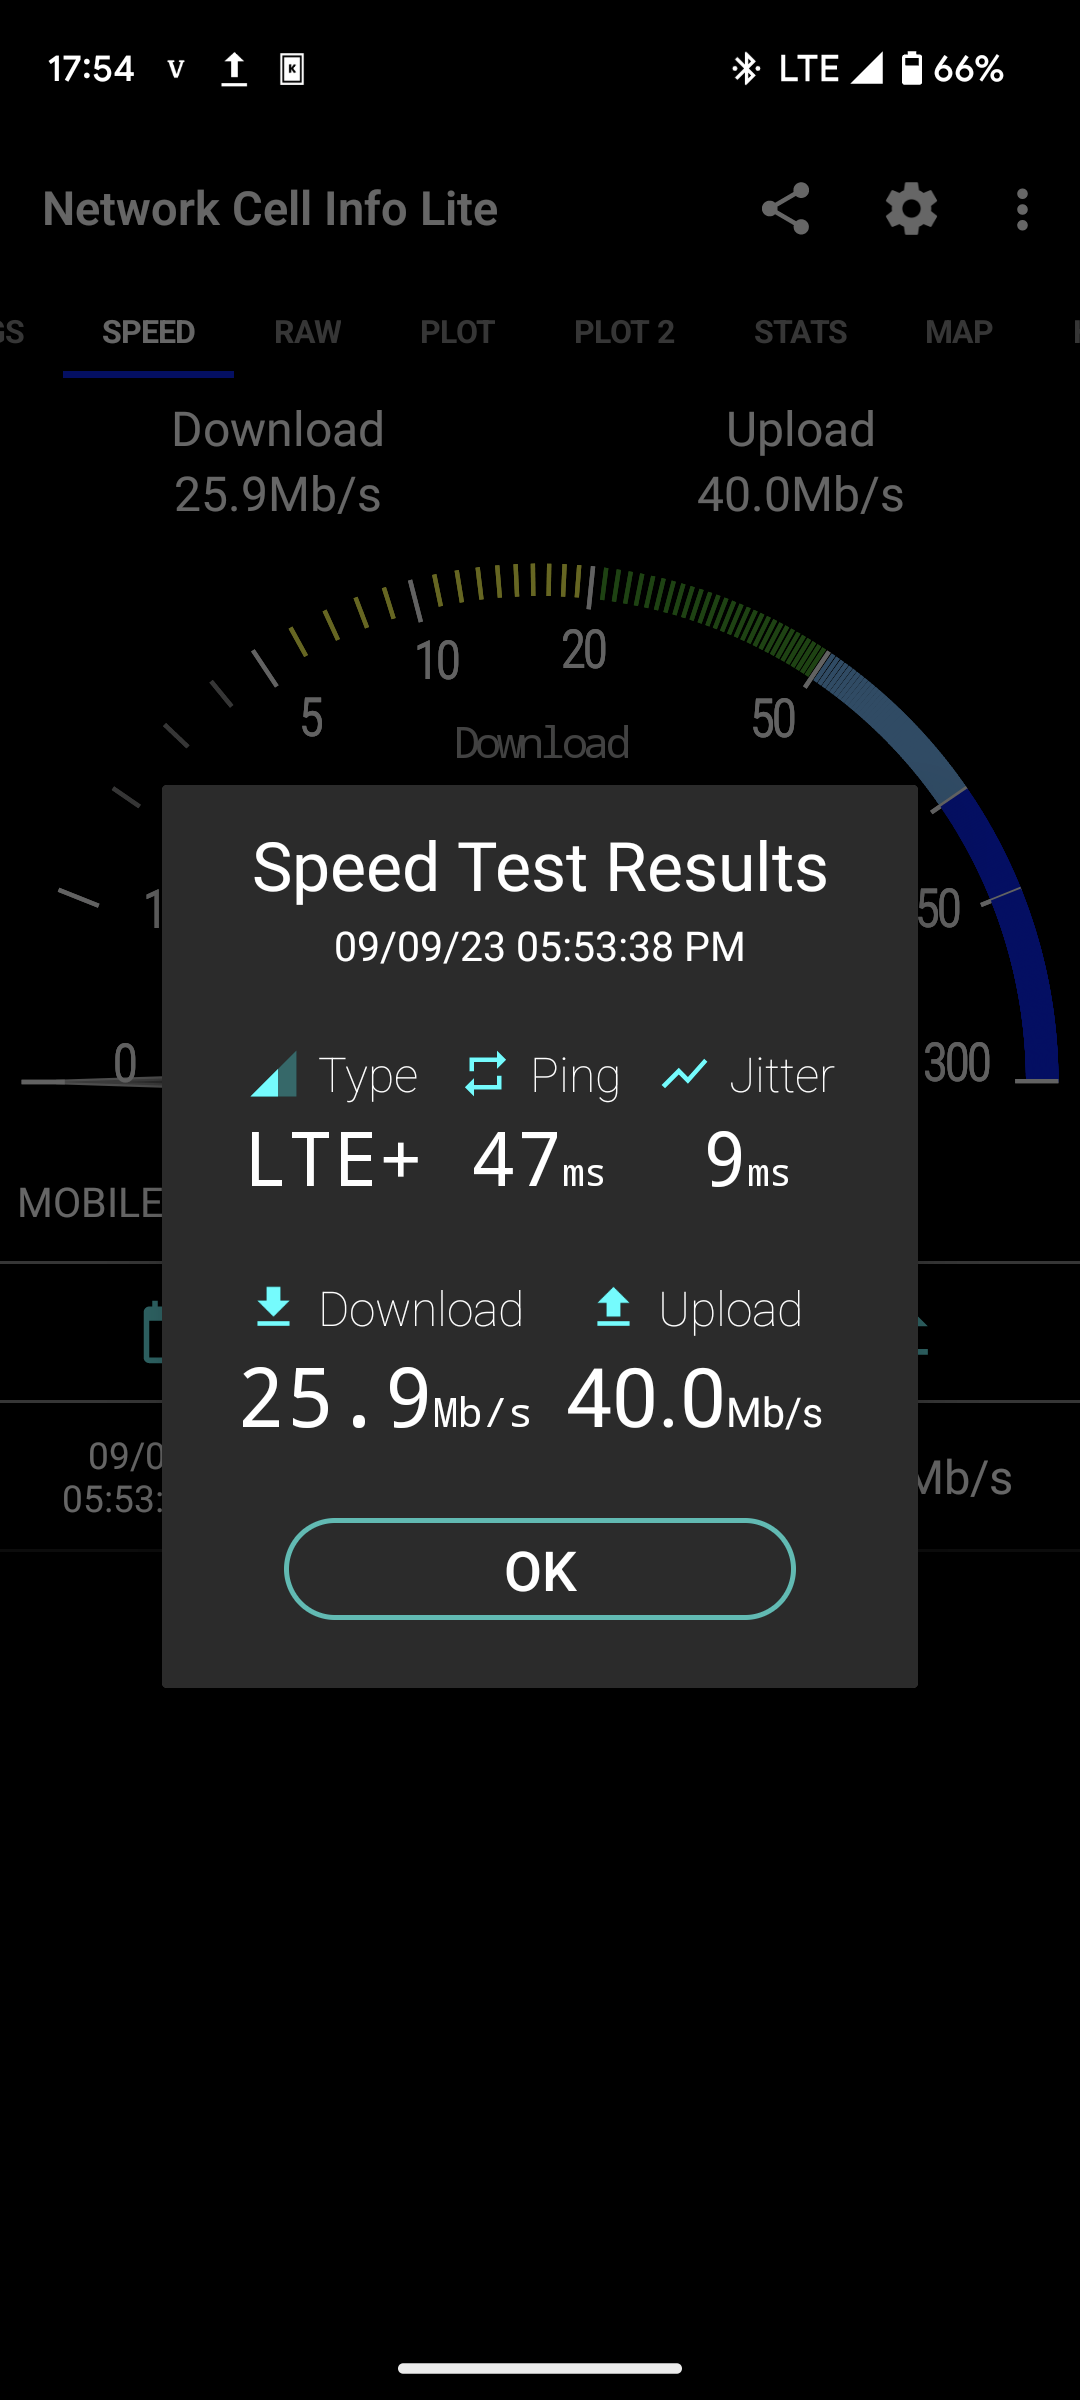 17:54 V K LTE 66%
Network Cell Info Lite
GS SPEED RAW PLOT PLOT 2 STATS MAP
Download Upload
25.9Mb/s 40.0Mb/s
0 1 5 10 20 50 50 300
Download
Speed Test Results
09/09/23 05:53:38 PM
Type Ping Jitter
LTE+ 47ms 9ms
MOBILE
Download Upload
25.9Mb/s 40.0Mb/s
09/0
05:53: Mb/s
OK